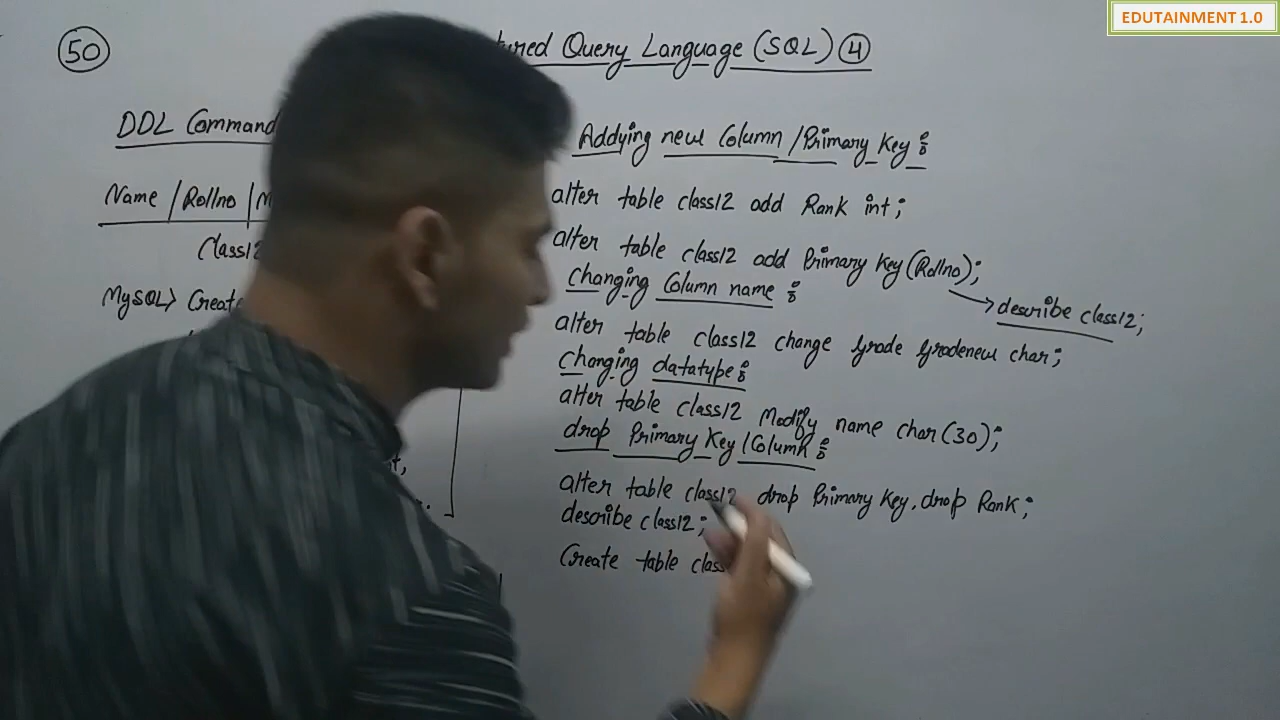 EDUTAINMENT 1.0
50
Query Language (SQL) 4
DDL Command
Addying new Column / Primary Key :
Name / Rollno |
alter table class12 add Rank int ;
Class12
alter table class12 add Primary Key (Rollno) ;
MySQL> Create
Changing Column name :
describe class12;
alter table class12 change Grade Gradenew char ;
Changing datatype :
alter table class12 Modify name char(30) ;
drop Primary Key / Column :
alter table class12 drop Primary Key, drop Rank ;
describe class12 ;
Create table